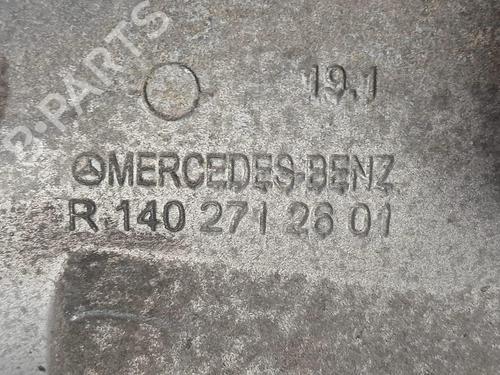 B-PARTS
19.1
MERCEDES-BENZ
R 140 271 26 01